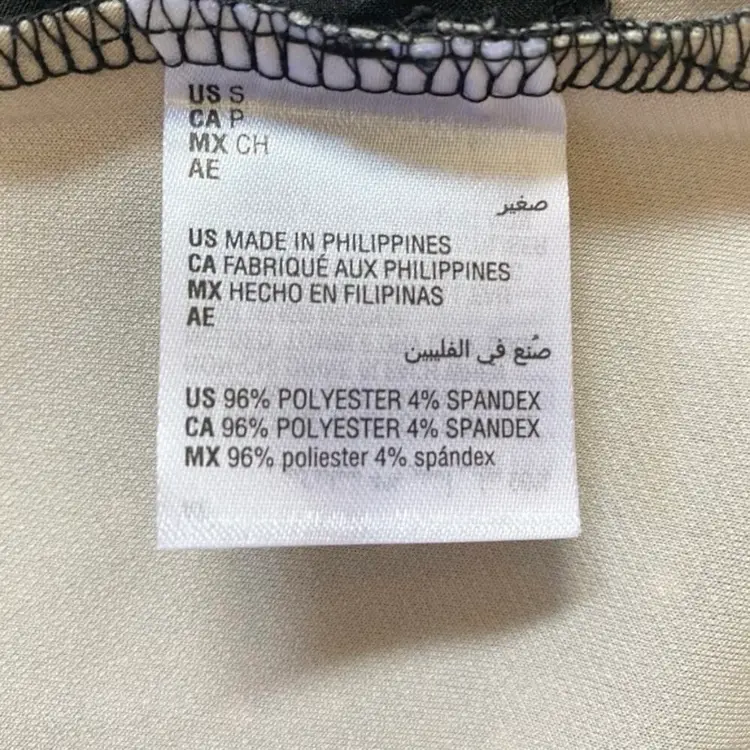 US S
CA P
MX CH
AE
صغير
US MADE IN PHILIPPINES
CA FABRIQUÉ AUX PHILIPPINES
MX HECHO EN FILIPINAS
AE
صُنع في الفليبين
US 96% POLYESTER 4% SPANDEX
CA 96% POLYESTER 4% SPANDEX
MX 96% poliester 4% spándex